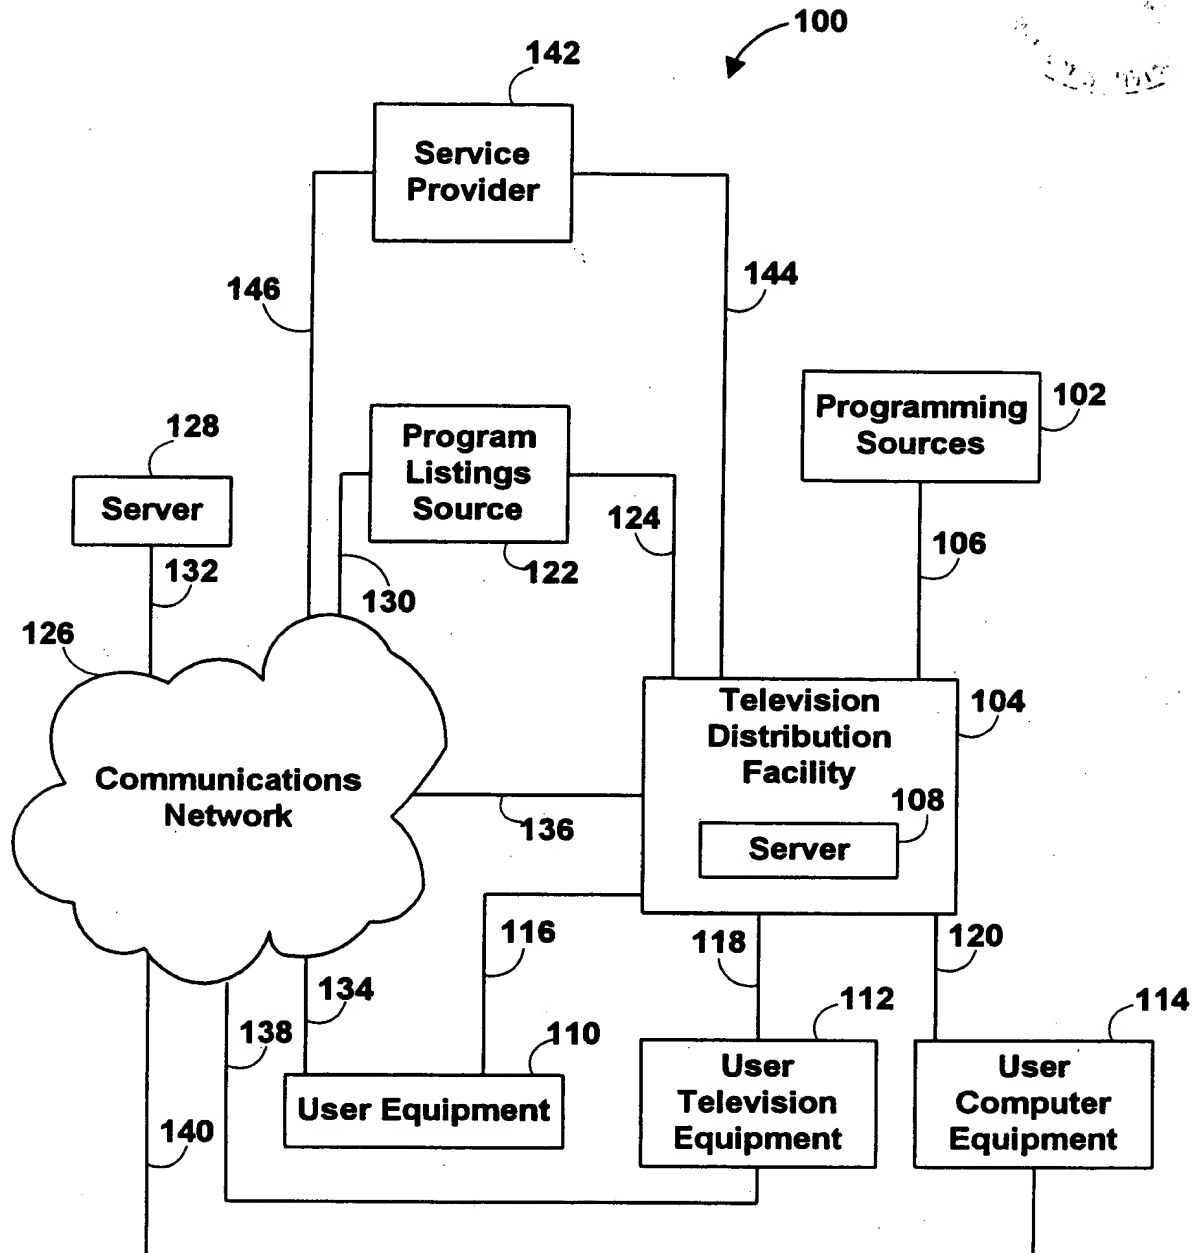 100
142
Service
Provider
146
144
Programming
Sources
102
128
Program
Listings
Source
Server
124
106
132
122
130
126
Television
Distribution
Facility
104
Communications
Network
108
136
Server
116
118
120
134
112
114
138
110
User
Television
Equipment
User
Computer
Equipment
User Equipment
140